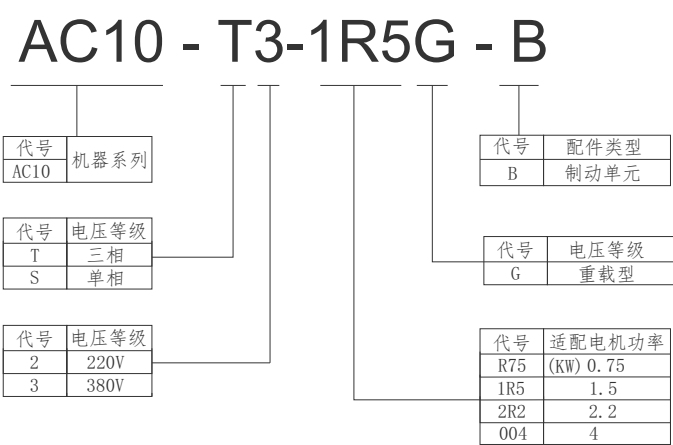 AC10 - T3-1R5G - B
代号 机器系列
AC10
代号 配件类型
B 制动单元
代号 电压等级
T 三相
S 单相
代号 电压等级
G 重载型
代号 电压等级
2 220V
3 380V
代号 适配电机功率
R75 (KW) 0.75
1R5 1.5
2R2 2.2
004 4